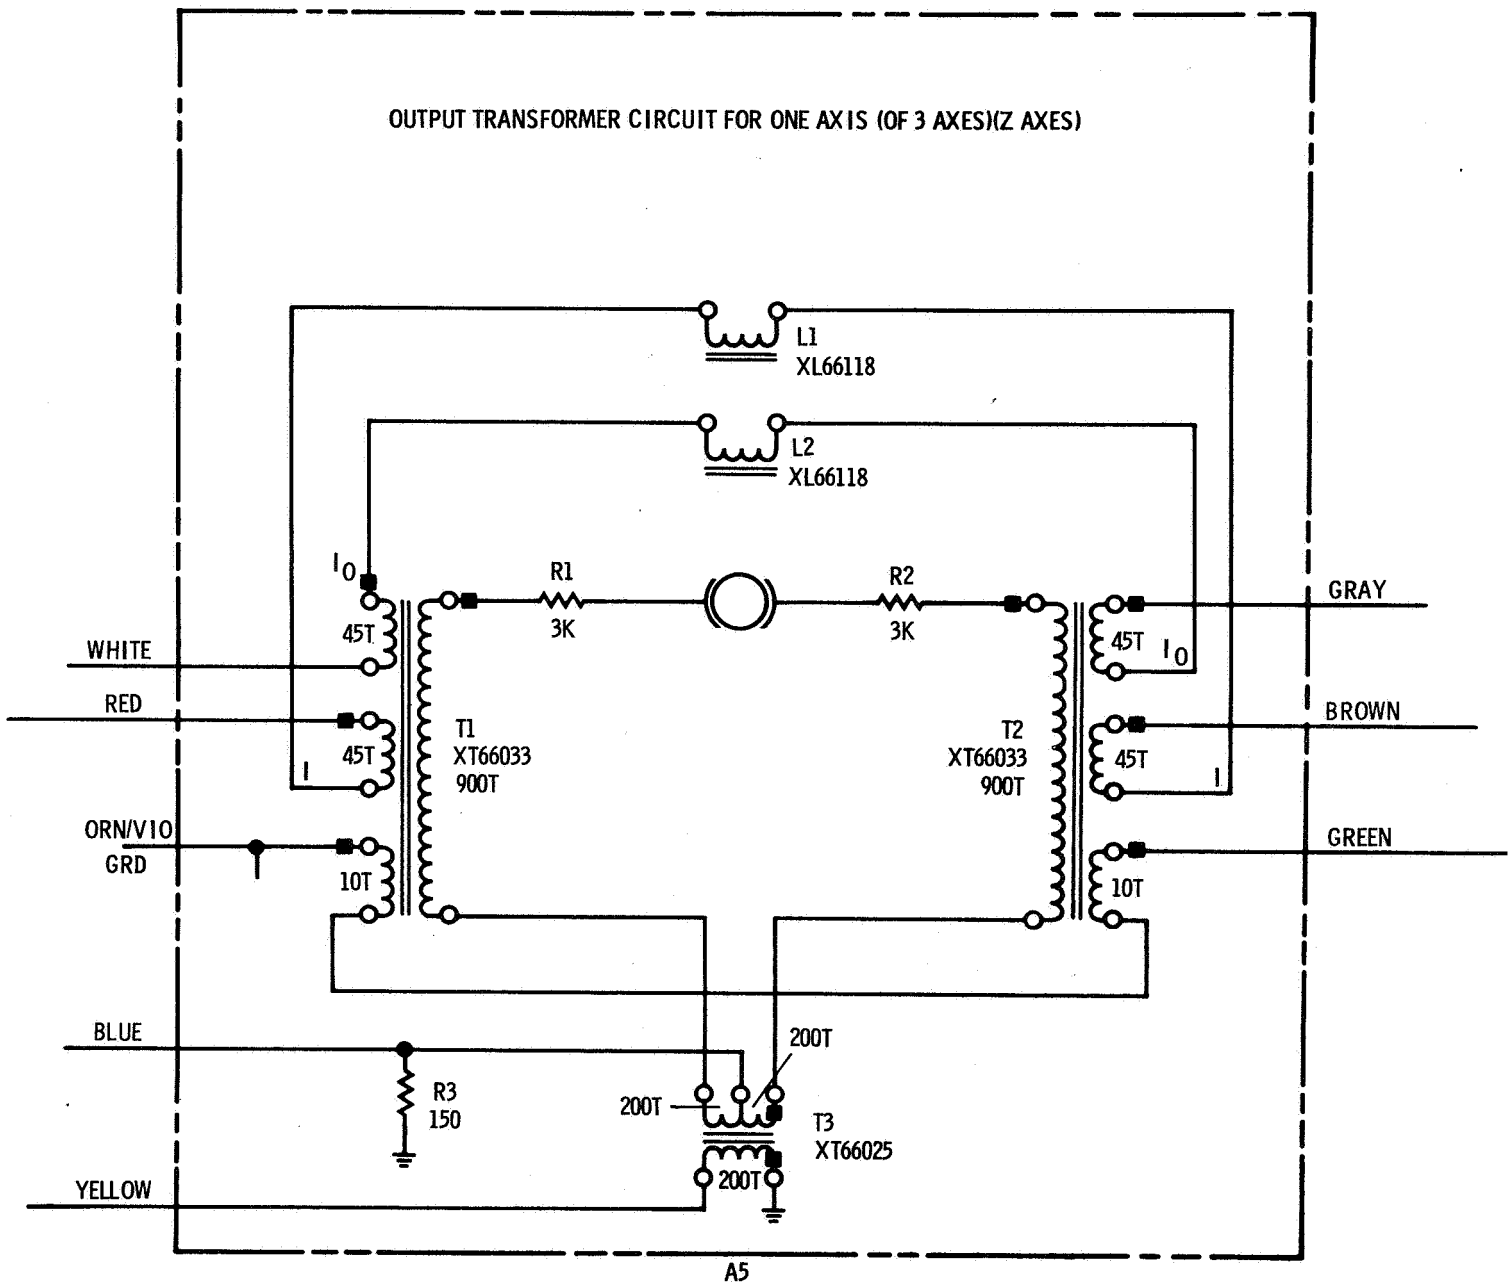 OUTPUT TRANSFORMER CIRCUIT FOR ONE AXIS (OF 3 AXES)(Z AXES)
L1
XL66118
L2
XL66118
I0
R1
3K
R2
3K
GRAY
WHITE
45T
45T
I0
RED
BROWN
T1
XT66033
900T
T2
XT66033
900T
45T
I
45T
I
ORN/VIO
GRD
GREEN
10T
10T
BLUE
200T
R3
150
200T
T3
XT66025
YELLOW
200T
A5